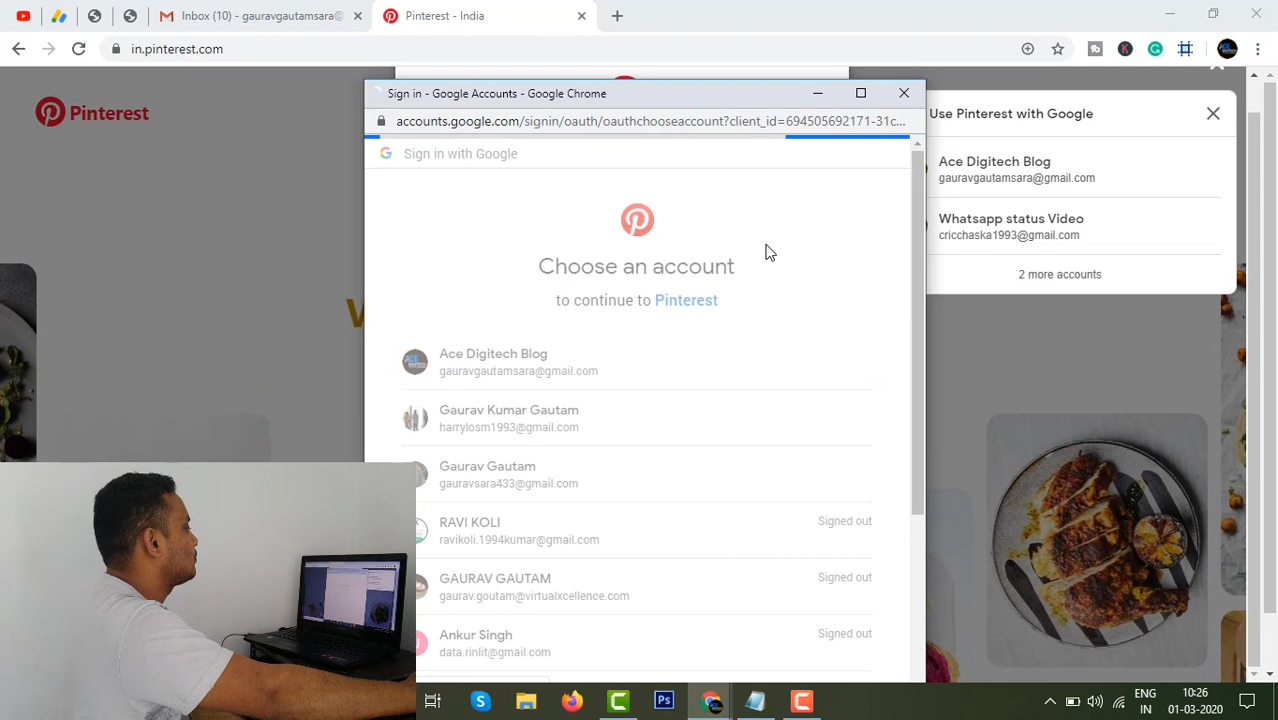 Inbox (10) - gauravgautamsara@
Pinterest - India
in.pinterest.com
Pinterest
Sign in - Google Accounts - Google Chrome
accounts.google.com/signin/oauth/oauthchooseaccount?client_id=694505692171-31c...
Sign in with Google
Choose an account
to continue to Pinterest
Ace Digitech Blog
gauravgautamsara@gmail.com
Gaurav Kumar Gautam
harrylosm1993@gmail.com
Gaurav Gautam
gauravsara433@gmail.com
RAVI KOLI
Signed out
ravikoli.1994kumar@gmail.com
GAURAV GAUTAM
Signed out
gaurav.goutam@virtualxcellence.com
Ankur Singh
Signed out
data.rinlit@gmail.com
Use Pinterest with Google
Ace Digitech Blog
gauravgautamsara@gmail.com
Whatsapp status Video
cricchaska1993@gmail.com
2 more accounts
Ps
ENG
IN
10:26
01-03-2020